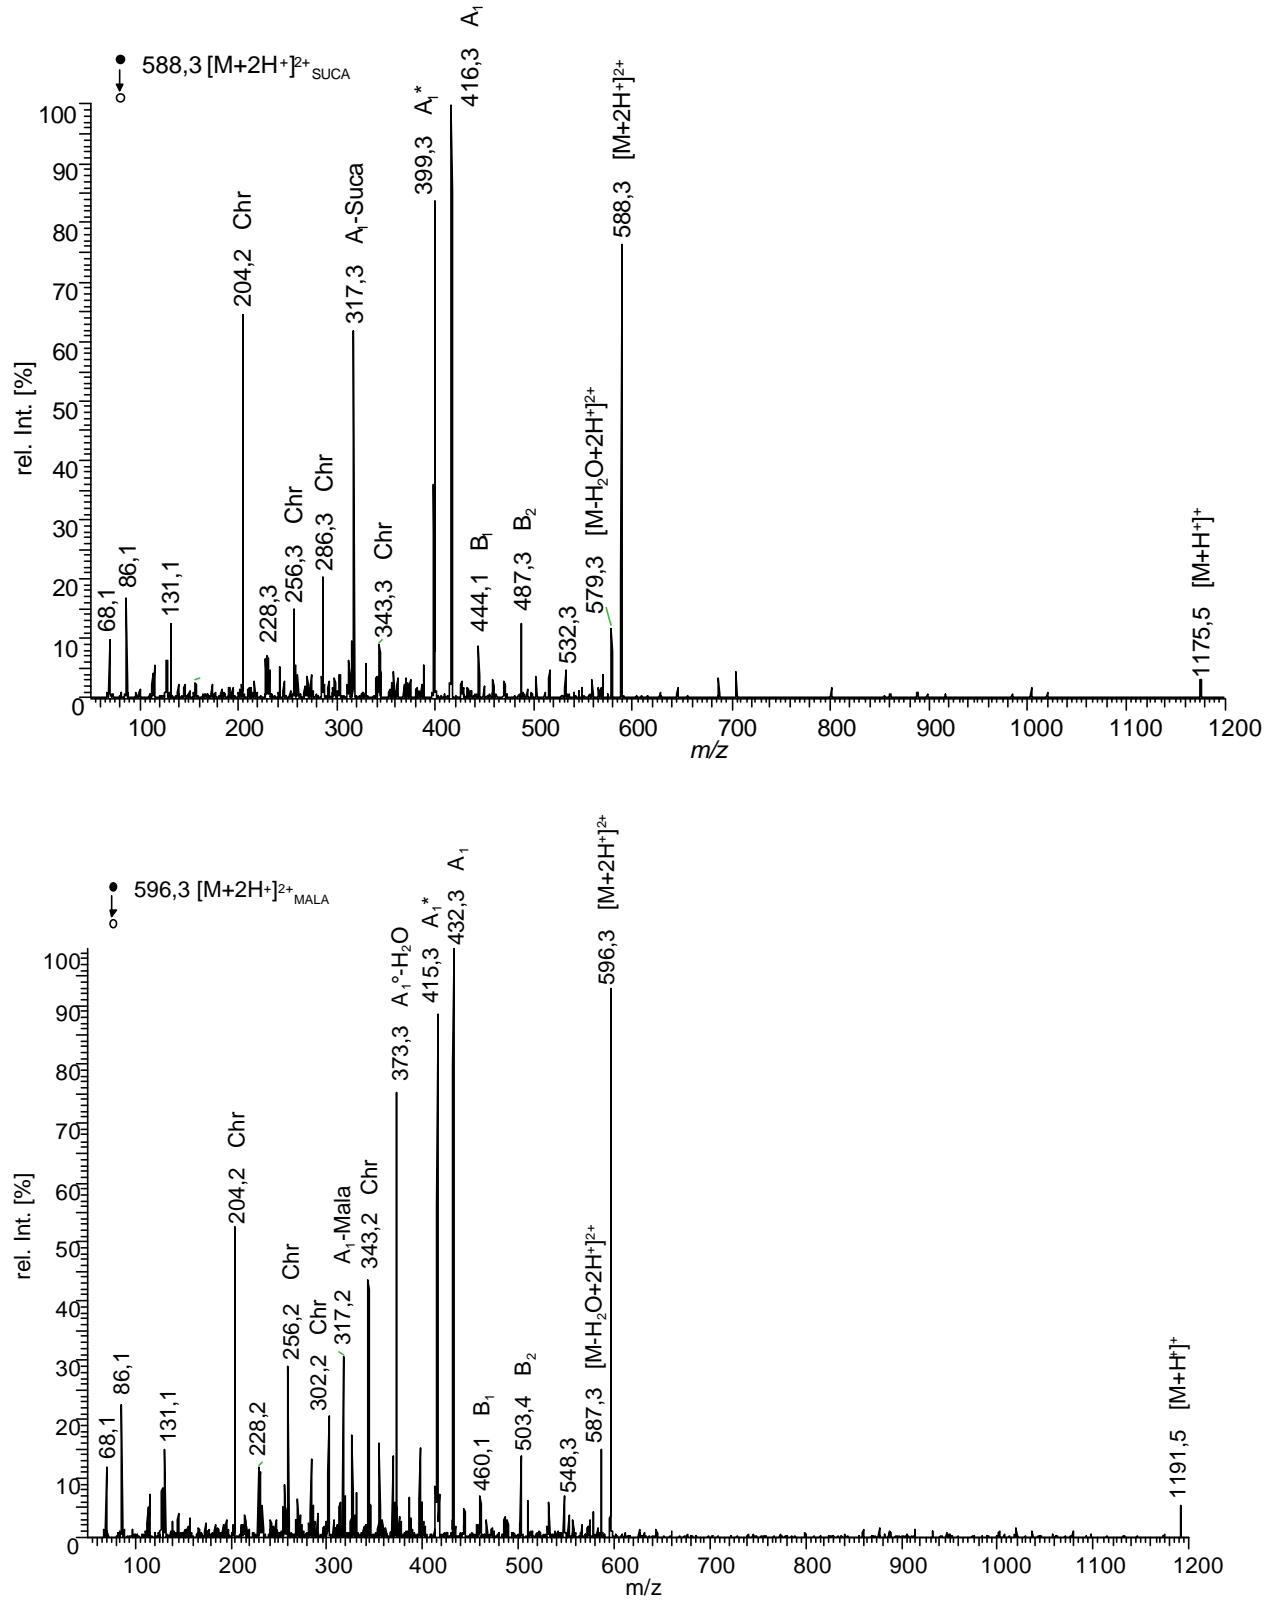 588,3 [M+2H+]2+SUCA
416,3 A1
399,3 A1*
588,3 [M+2H+]2+
317,3 A1-Suca
204,2 Chr
579,3 [M-H2O+2H+]2+
286,3 Chr
256,3 Chr
487,3 B2
343,3 Chr
444,1 B1
1175,5 [M+H+]+
68,1
86,1
131,1
228,3
532,3
rel. Int. [%]
100
90
80
70
60
50
40
30
20
10
0
100 200 300 400 500 600 700 800 900 1000 1100 1200
m/z
596,3 [M+2H+]2+MALA
432,3 A1
415,3 A1*
596,3 [M+2H+]2+
373,3 A1°-H2O
204,2 Chr
343,2 Chr
317,2 A1-Mala
256,2 Chr
302,2 Chr
587,3 [M-H2O+2H+]2+
503,4 B2
460,1 B1
1191,5 [M+H+]+
68,1
86,1
131,1
228,2
548,3
rel. Int. [%]
100
90
80
70
60
50
40
30
20
10
0
100 200 300 400 500 600 700 800 900 1000 1100 1200
m/z